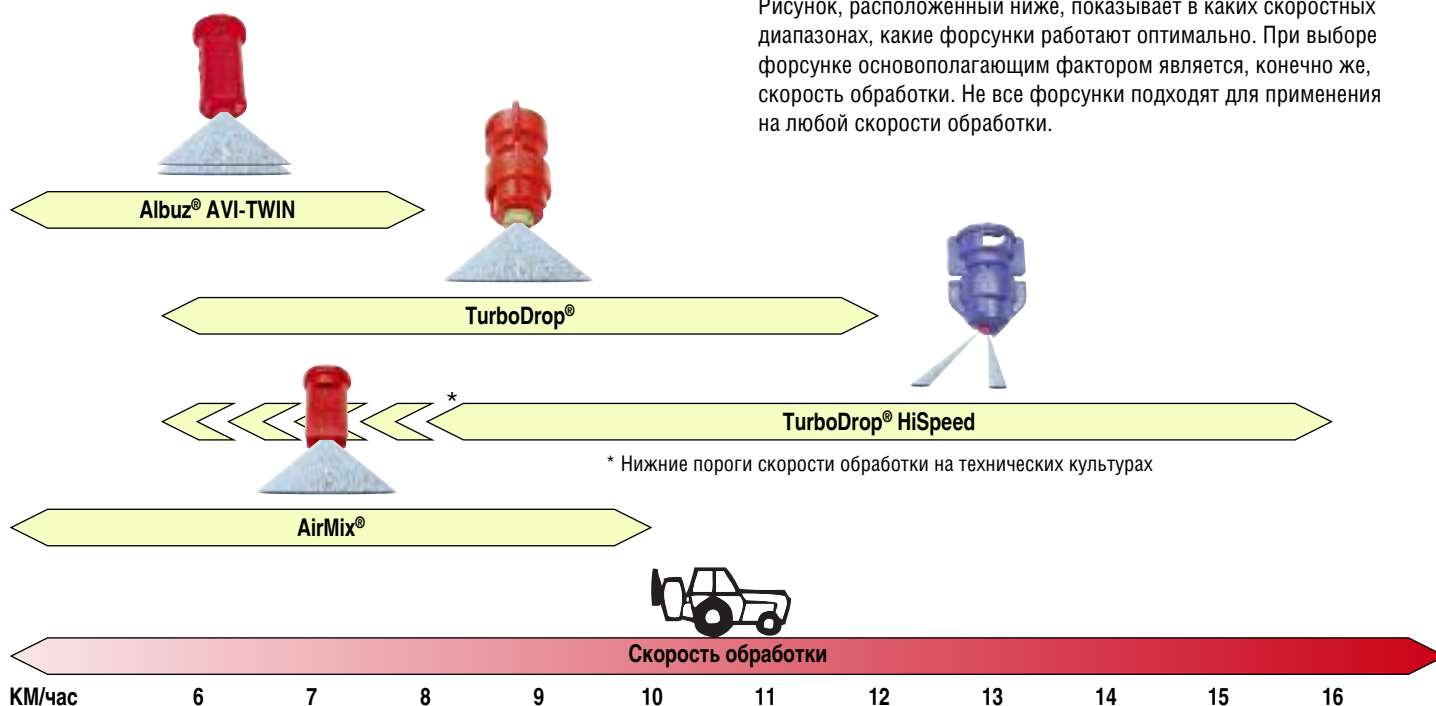 Рисунок, расположенный ниже, показывает в каких скоростных
диапазонах, какие форсунки работают оптимально. При выборе
форсунке основополагающим фактором является, конечно же,
скорость обработки. Не все форсунки подходят для применения
на любой скорости обработки.
Albuz® AVI-TWIN
TurboDrop®
*
TurboDrop® HiSpeed
* Нижние пороги скорости обработки на технических культурах
AirMix®
Скорость обработки
КМ/час 6 7 8 9 10 11 12 13 14 15 16